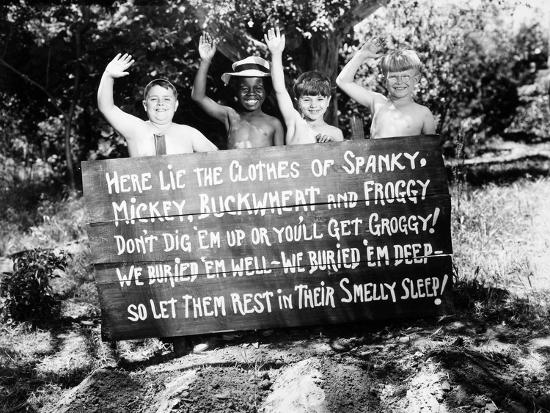 HERE LIE THE CLOTHES OF SPANKY,
MICKEY, BUCKWHEAT AND FROGGY
DON'T DIG 'EM UP OR YOU'LL GET GROGGY!
WE BURIED 'EM WELL- WE BURIED 'EM DEEP-
SO LET THEM REST IN THEIR SMELLY SLEEP!